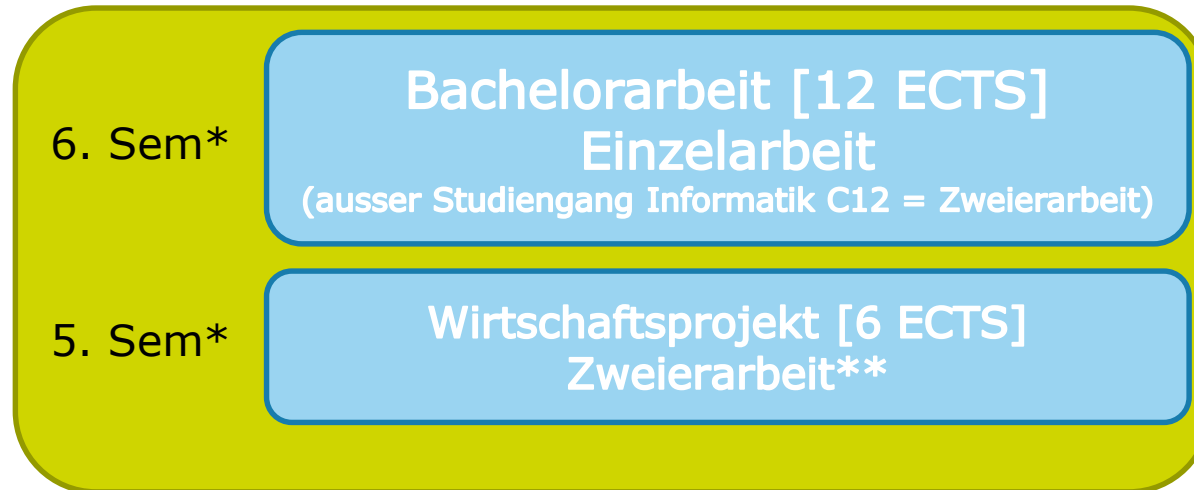 6. Sem*
Bachelorarbeit [12 ECTS]
Einzelarbeit
(ausser Studiengang Informatik C12 = Zweierarbeit)
5. Sem*
Wirtschaftsprojekt [6 ECTS]
Zweierarbeit**